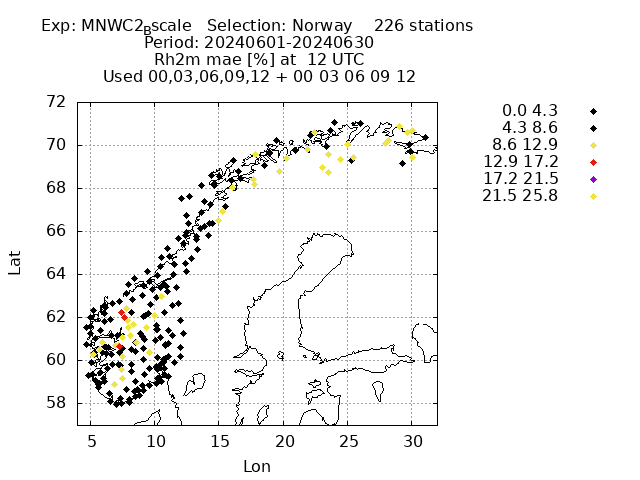 Exp: MNWC2Bscale   Selection: Norway    226 stations
Period: 20240601-20240630
Rh2m mae [%] at  12 UTC
Used 00,03,06,09,12 + 00 03 06 09 12
0.0 4.3
4.3 8.6
8.6 12.9
12.9 17.2
17.2 21.5
21.5 25.8
72
70
68
66
64
62
60
58
Lat
5 10 15 20 25 30
Lon